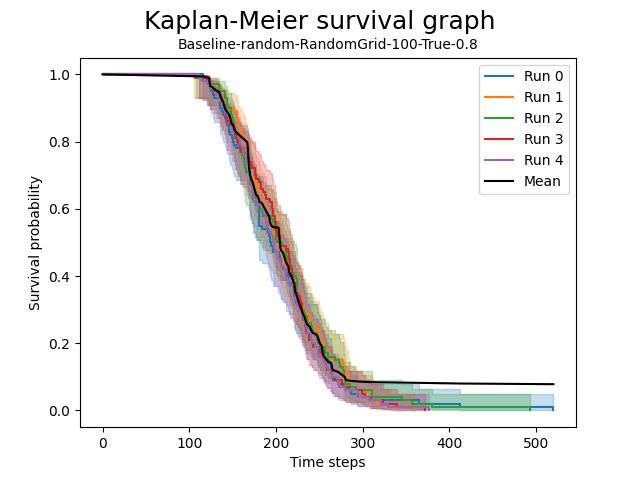 Kaplan-Meier survival graph
Baseline-random-RandomGrid-100-True-0.8
Run 0
Run 1
Run 2
Run 3
Run 4
Mean
Survival probability
1.0
0.8
0.6
0.4
0.2
0.0
0 100 200 300 400 500
Time steps